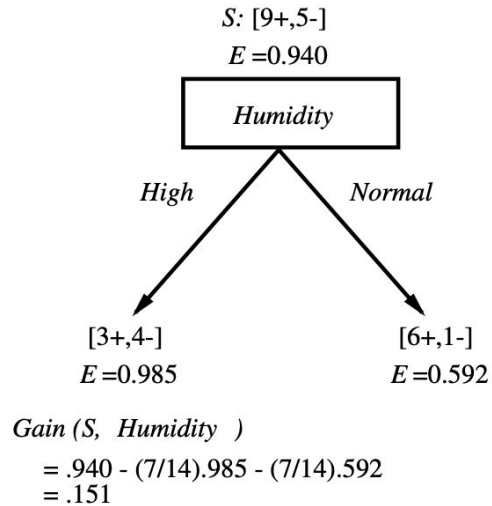 S: [9+,5-]
E =0.940
Humidity
High
Normal
[3+,4-]
[6+,1-]
E =0.985
E =0.592
Gain (S, Humidity )
= .940 - (7/14).985 - (7/14).592
= .151